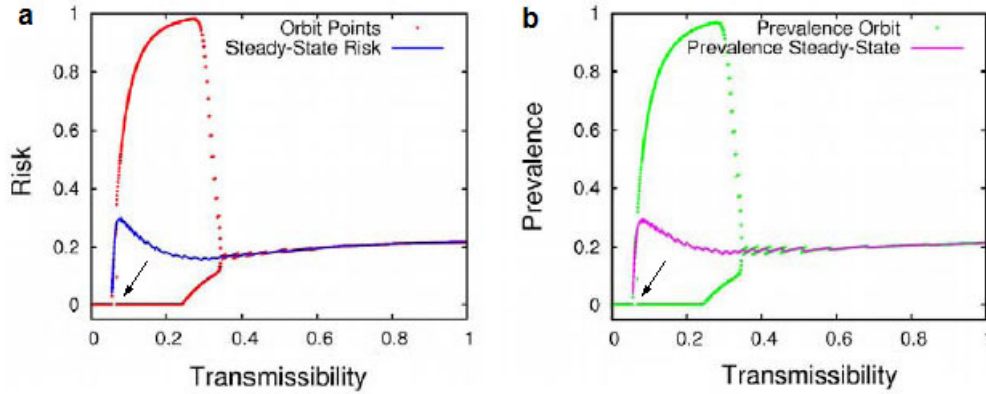 a
Orbit Points
Steady-State Risk
1
0.8
0.6
0.4
0.2
0
Risk
0 0.2 0.4 0.6 0.8 1
Transmissibility
b
Prevalence Orbit
Prevalence Steady-State
1
0.8
0.6
0.4
0.2
0
Prevalence
0 0.2 0.4 0.6 0.8 1
Transmissibility